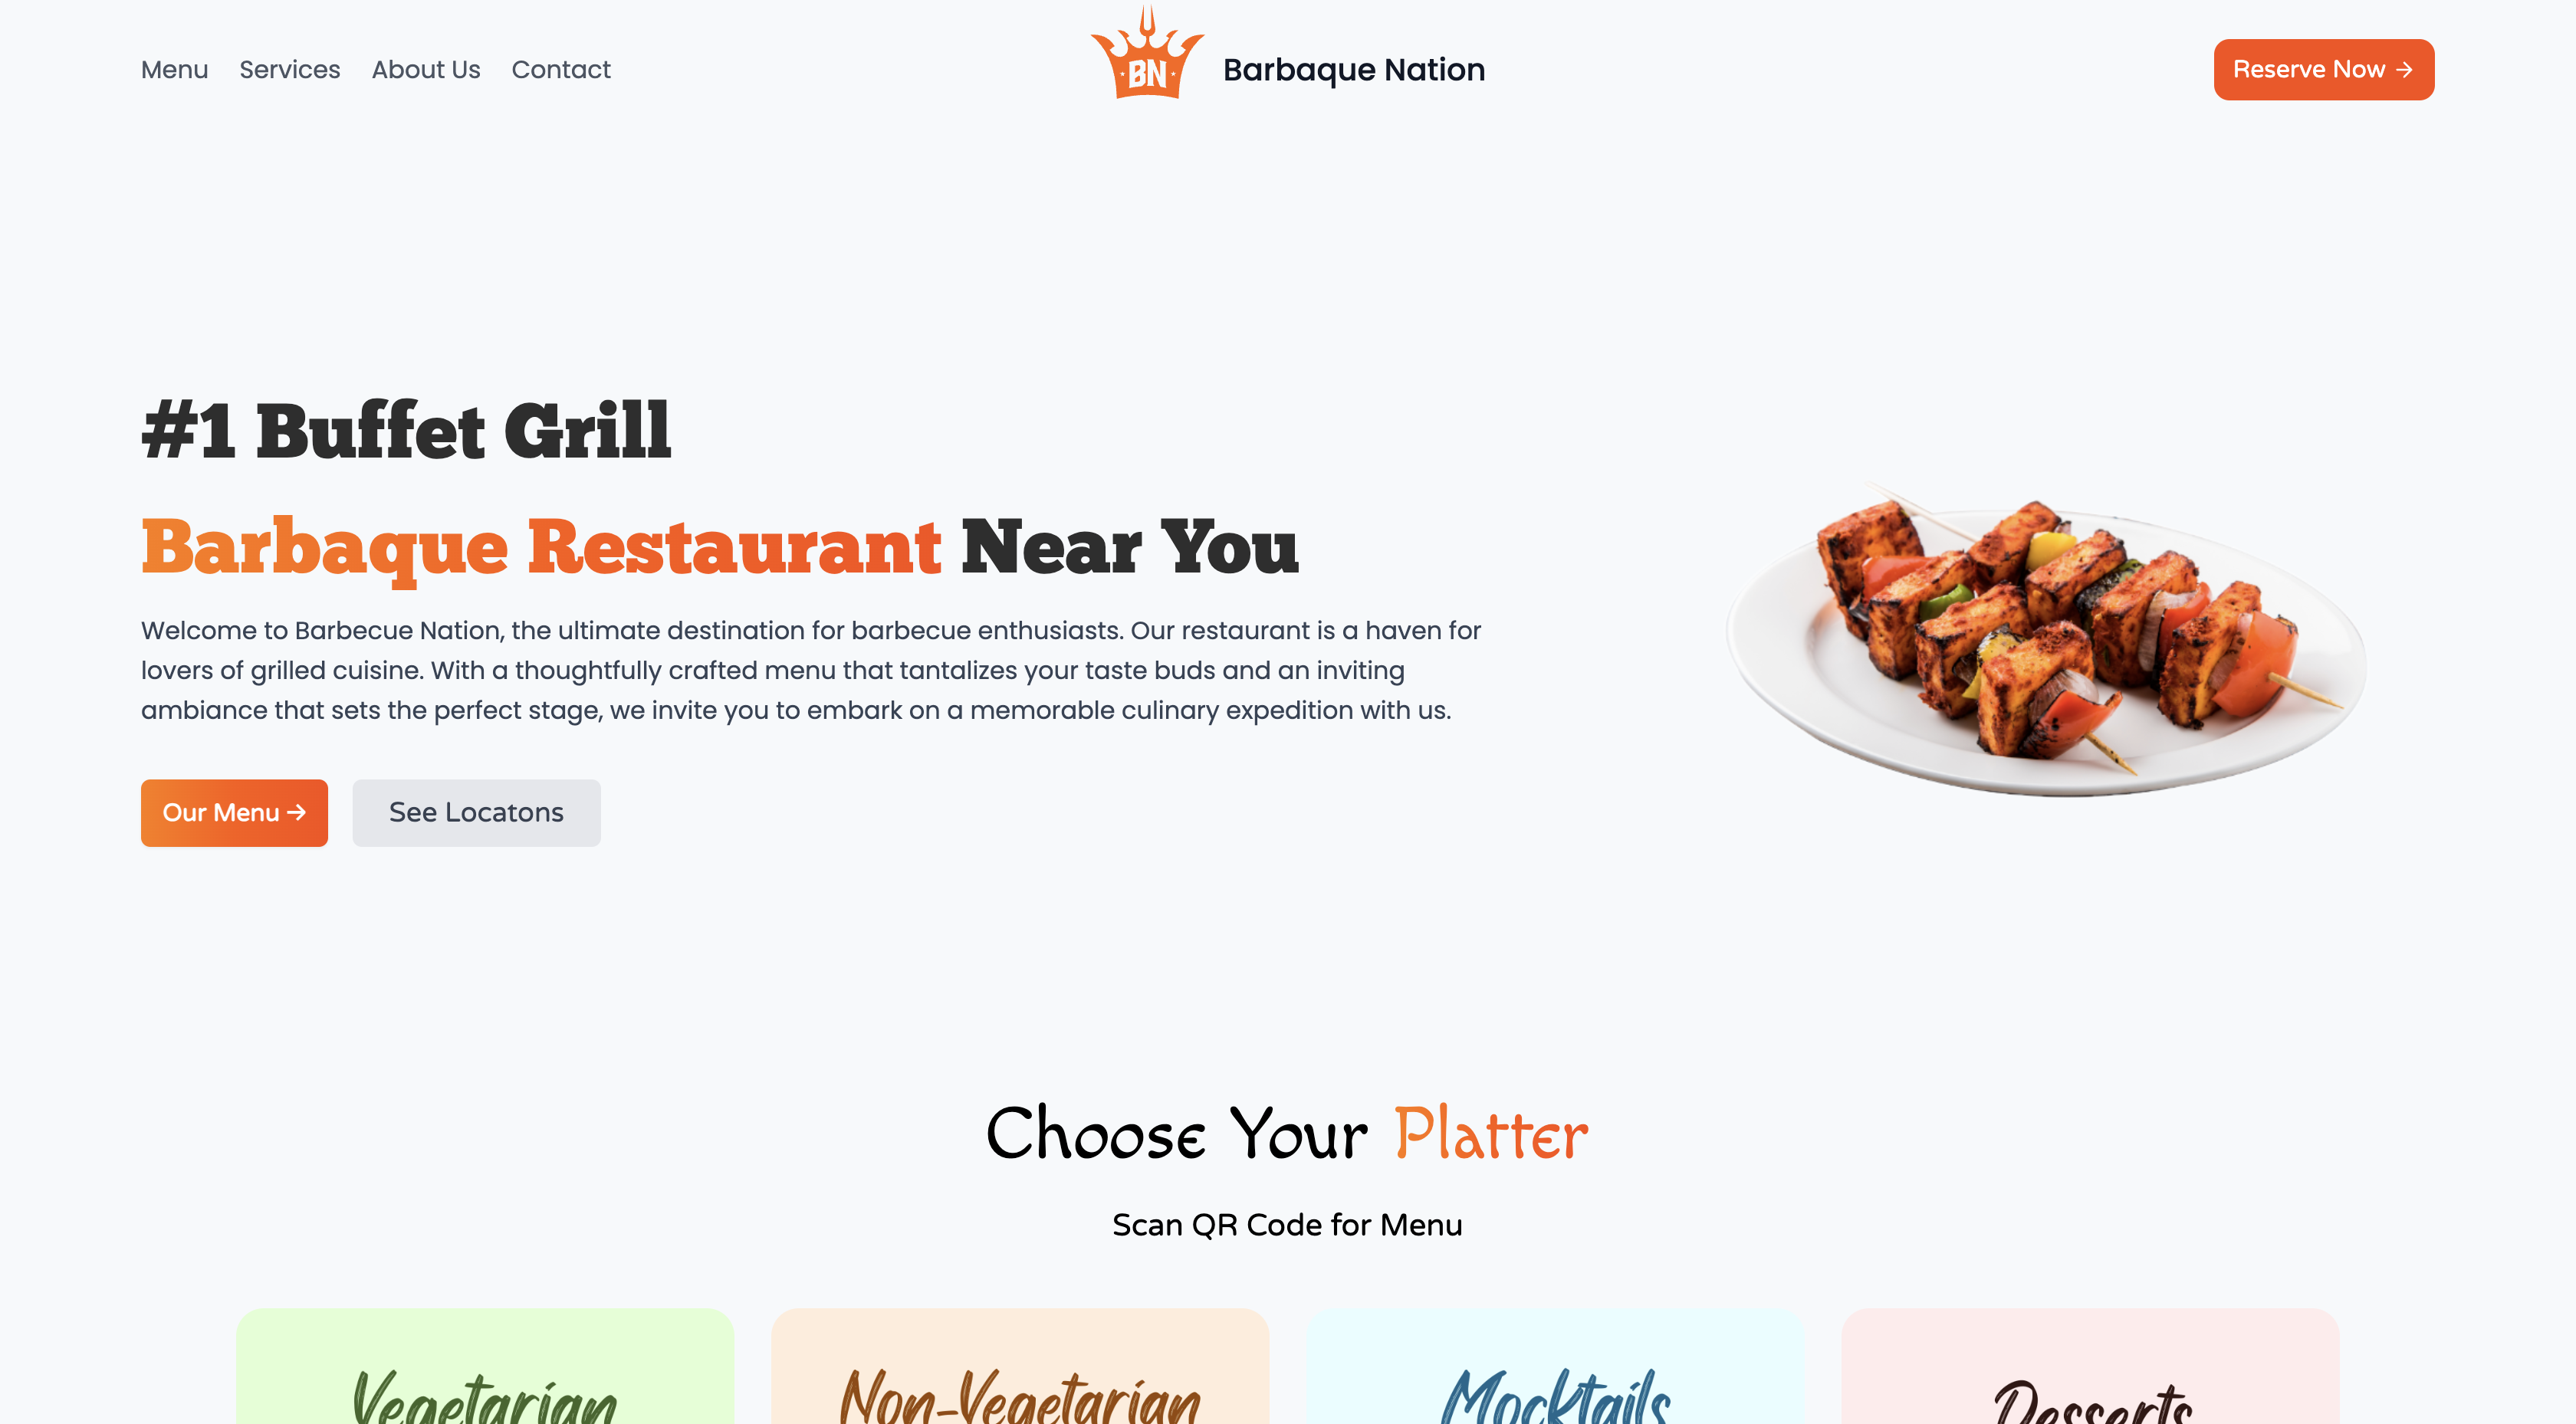 Menu Services About Us Contact
BN
Barbaque Nation
Reserve Now →
#1 Buffet Grill
Barbaque Restaurant Near You
Welcome to Barbecue Nation, the ultimate destination for barbecue enthusiasts. Our restaurant is a haven for
lovers of grilled cuisine. With a thoughtfully crafted menu that tantalizes your taste buds and an inviting
ambiance that sets the perfect stage, we invite you to embark on a memorable culinary expedition with us.
Our Menu → See Locatons
Choose Your Platter
Scan QR Code for Menu
Vegetarian Non-Vegetarian Mocktails Desserts